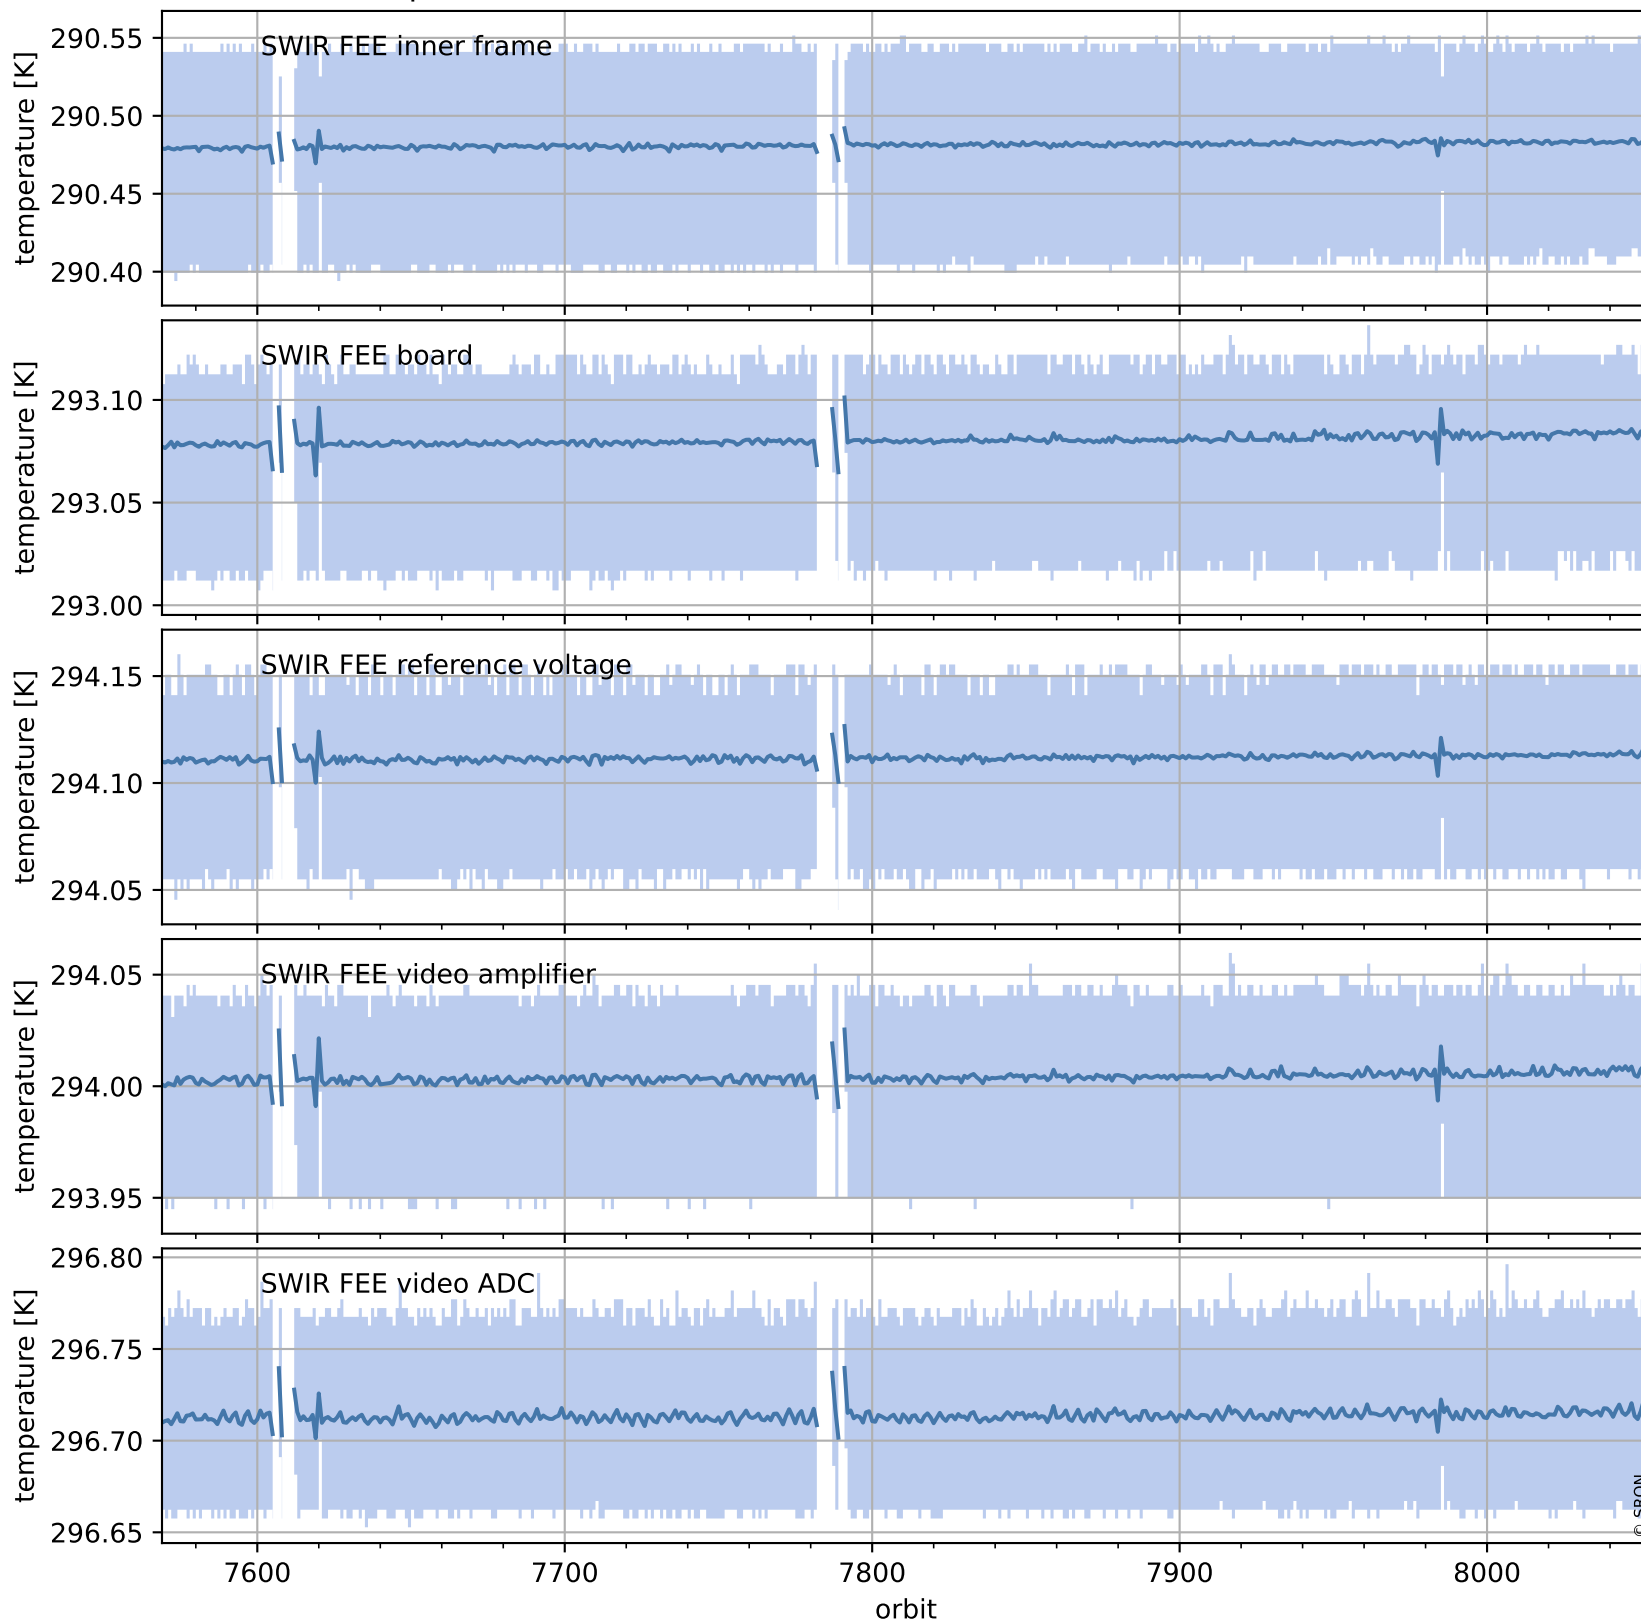 290.55
290.50
290.45
290.40
temperature [K]
SWIR FEE inner frame
293.10
293.05
293.00
temperature [K]
SWIR FEE board
294.15
294.10
294.05
temperature [K]
SWIR FEE reference voltage
294.05
294.00
293.95
temperature [K]
SWIR FEE video amplifier
296.80
296.75
296.70
296.65
temperature [K]
SWIR FEE video ADC
7600 7700 7800 7900 8000
orbit
© SRON